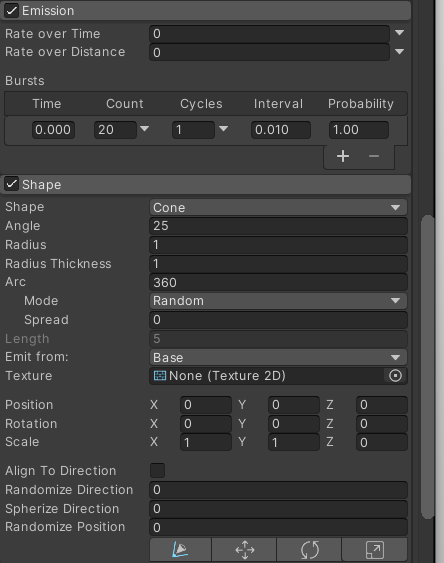 Emission
Rate over Time 0
Rate over Distance 0
Bursts
Time Count Cycles Interval Probability
0.000 20 1 0.010 1.00
+ −
Shape
Shape Cone
Angle 25
Radius 1
Radius Thickness 1
Arc 360
Mode Random
Spread 0
Length 5
Emit from: Base
Texture None (Texture 2D)
Position X 0 Y 0 Z 0
Rotation X 0 Y 0 Z 0
Scale X 1 Y 1 Z 0
Align To Direction
Randomize Direction 0
Spherize Direction 0
Randomize Position 0